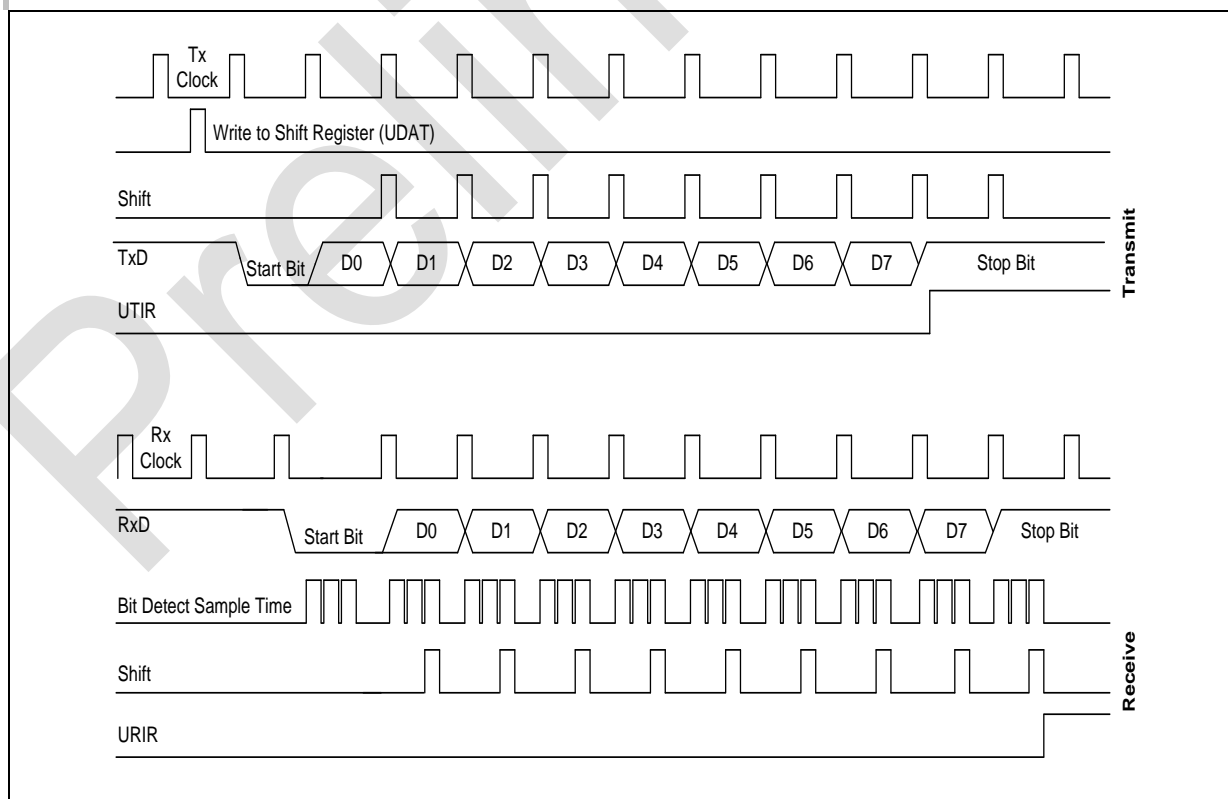 Tx
Clock
Write to Shift Register (UDAT)
Shift
TxD
Start Bit
D0
D1
D2
D3
D4
D5
D6
D7
Stop Bit
UTIR
Transmit
Rx
Clock
RxD
Start Bit
D0
D1
D2
D3
D4
D5
D6
D7
Stop Bit
Bit Detect Sample Time
Shift
URIR
Receive